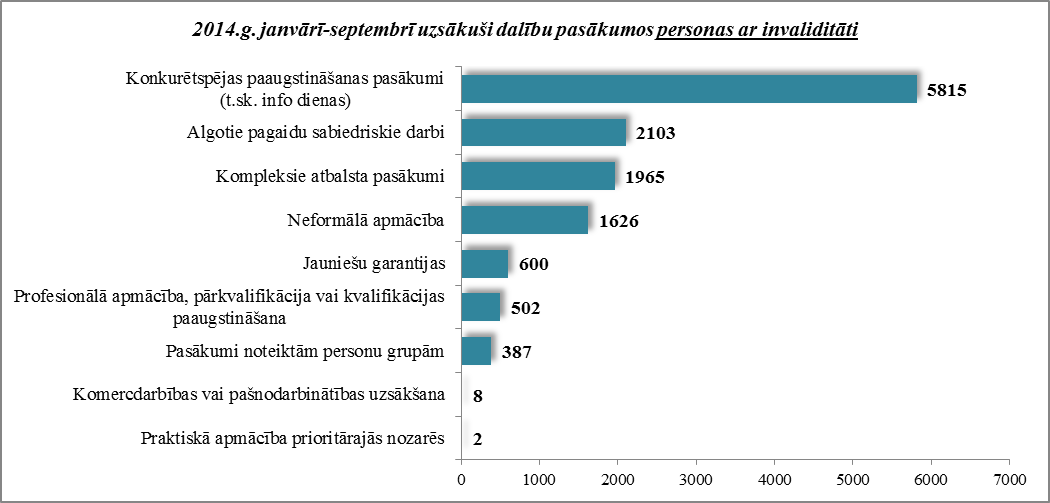 2014.g. janvārī-septembrī uzsākuši dalību pasākumos personas ar invaliditāti
Konkurētspējas paaugstināšanas pasākumi
(t.sk. info dienas)
5815
Algotie pagaidu sabiedriskie darbi
2103
Kompleksie atbalsta pasākumi
1965
Neformālā apmācība
1626
Jauniešu garantijas
600
Profesionālā apmācība, pārkvalifikācija vai kvalifikācijas
paaugstināšana
502
Pasākumi noteiktām personu grupām
387
Komercdarbības vai pašnodarbinātības uzsākšana
8
Praktiskā apmācība prioritārajās nozarēs
2
0 1000 2000 3000 4000 5000 6000 7000